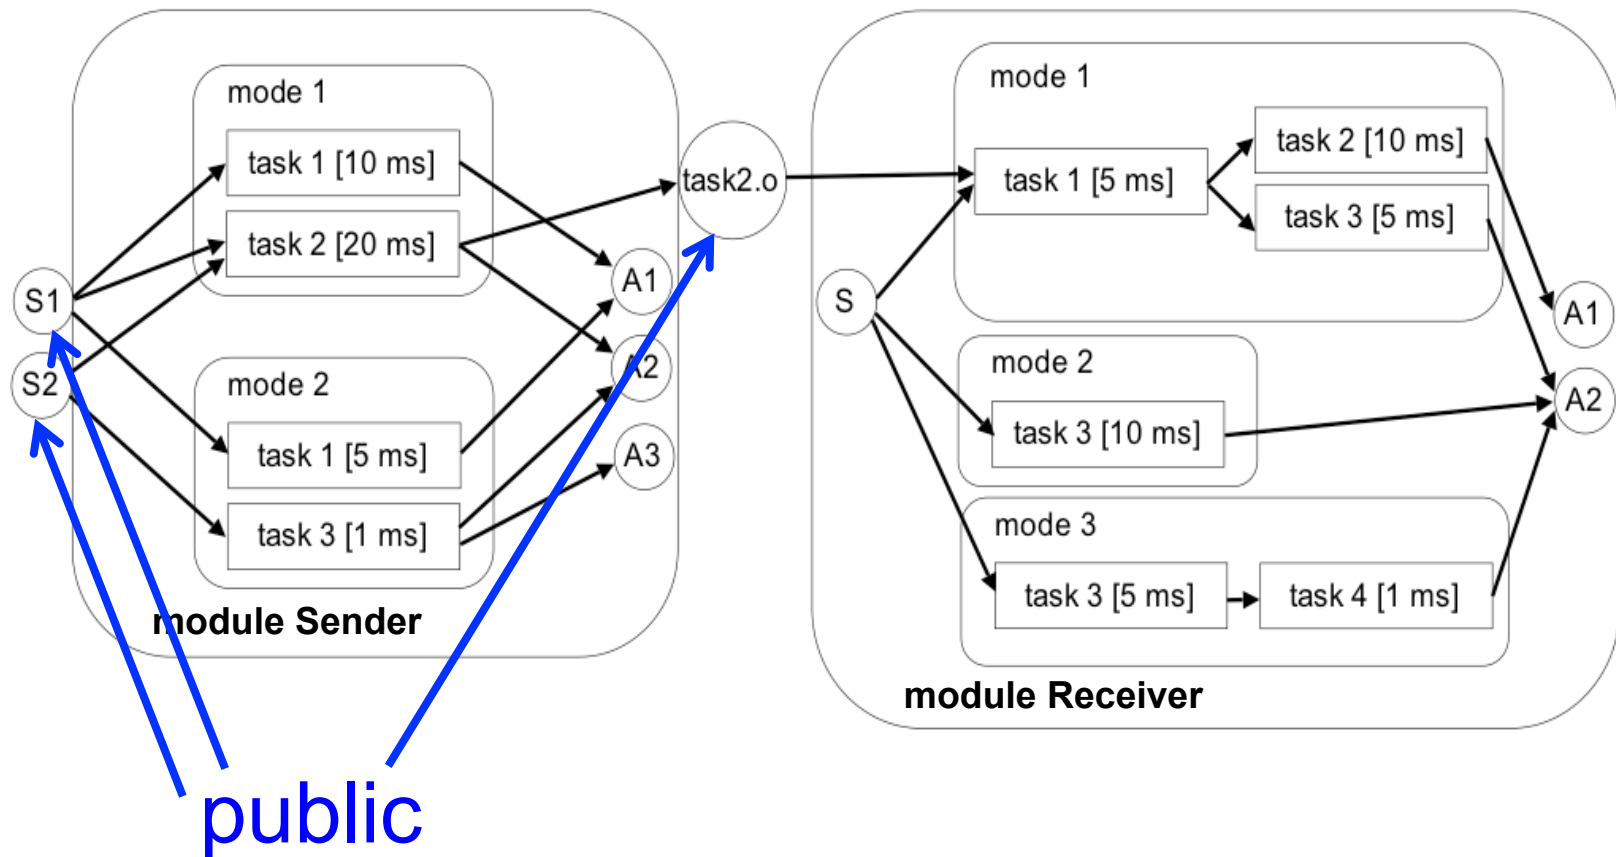 mode 1
task 1 [10 ms]
task 2 [20 ms]
S1
S2
mode 2
task 1 [5 ms]
task 3 [1 ms]
A1
A2
A3
module Sender
task2.o
mode 1
task 1 [5 ms]
task 2 [10 ms]
task 3 [5 ms]
S
mode 2
task 3 [10 ms]
mode 3
task 3 [5 ms]
task 4 [1 ms]
A1
A2
module Receiver
public